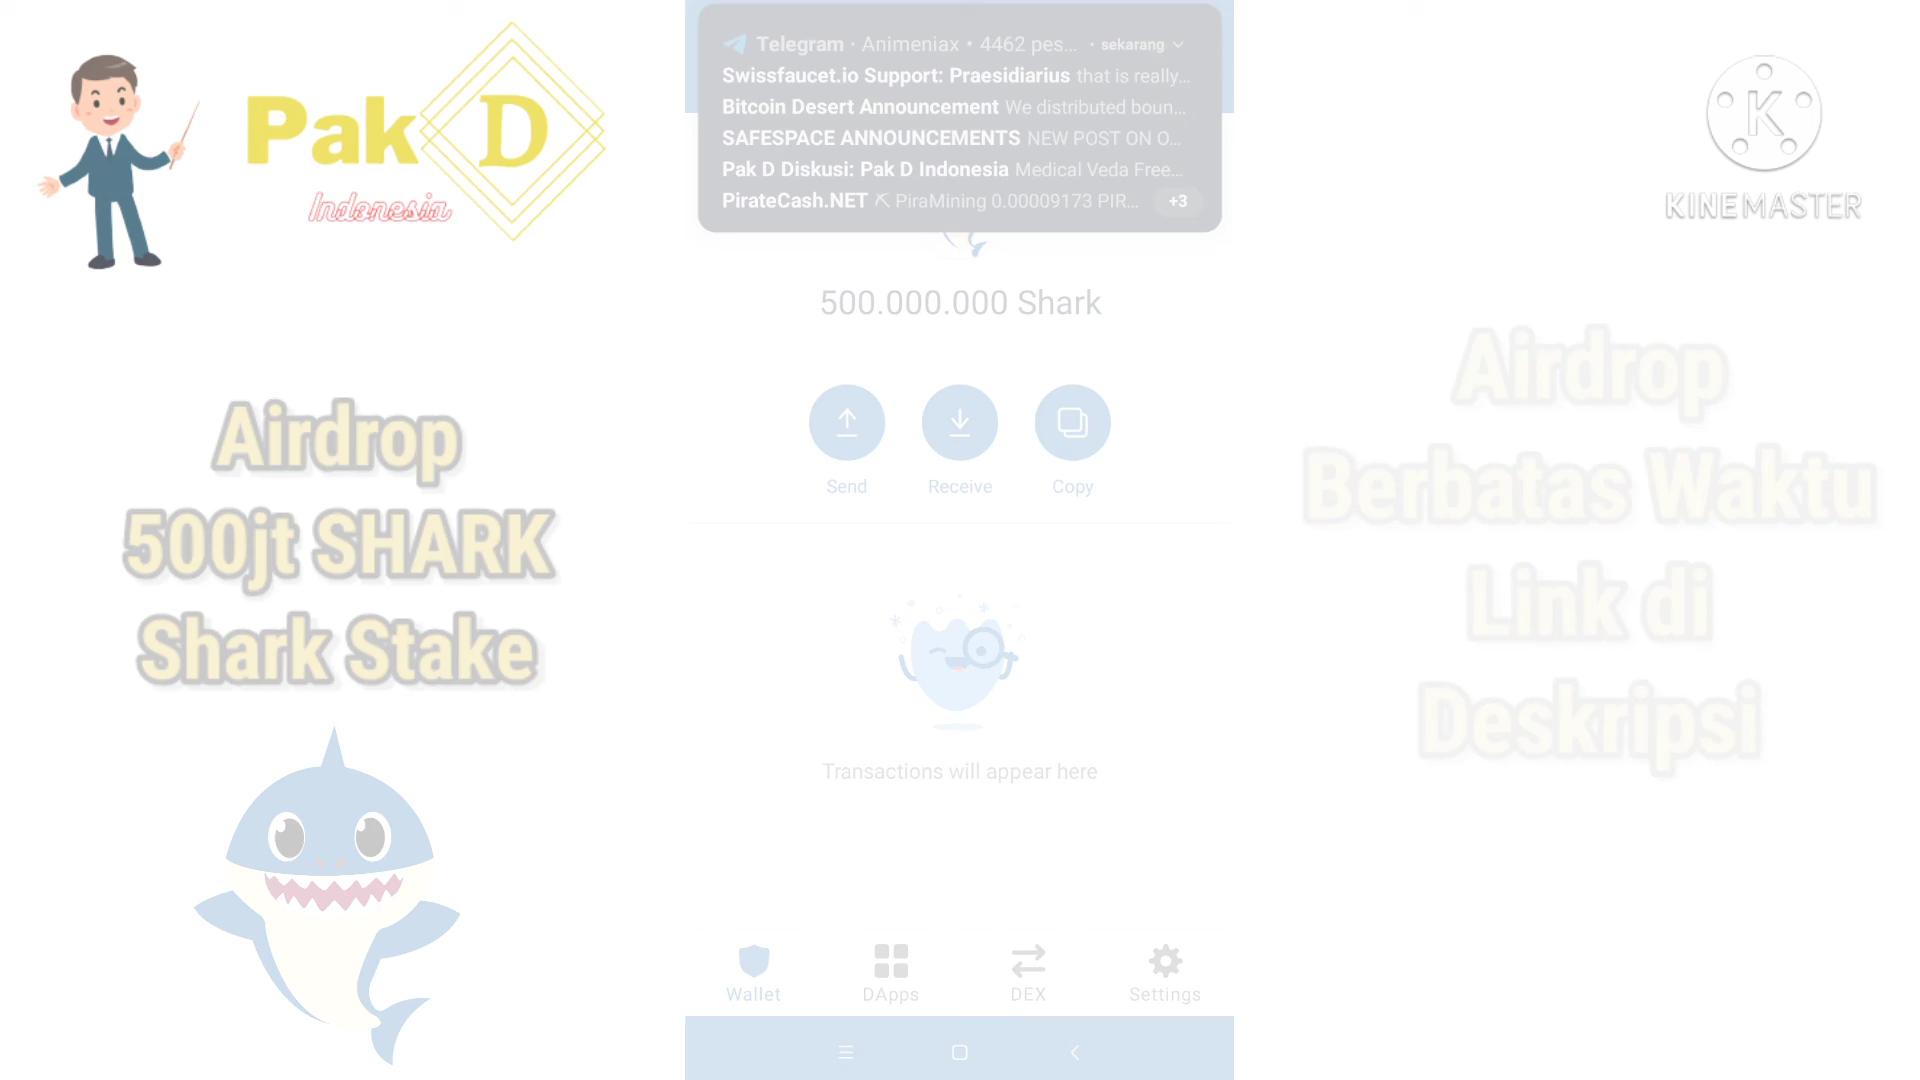 Pak D
Indonesia
Airdrop
500jt SHARK
Shark Stake
Telegram · Animeniax • 4462 pes... · sekarang
Swissfaucet.io Support: Praesidiarius that is really...
Bitcoin Desert Announcement We distributed boun...
SAFESPACE ANNOUNCEMENTS NEW POST ON O...
Pak D Diskusi: Pak D Indonesia Medical Veda Free...
PirateCash.NET ⛏ PiraMining 0.00009173 PIR... +3
500.000.000 Shark
Send Receive Copy
Transactions will appear here
Wallet DApps DEX Settings
K
KINEMASTER
Airdrop
Berbatas Waktu
Link di
Deskripsi